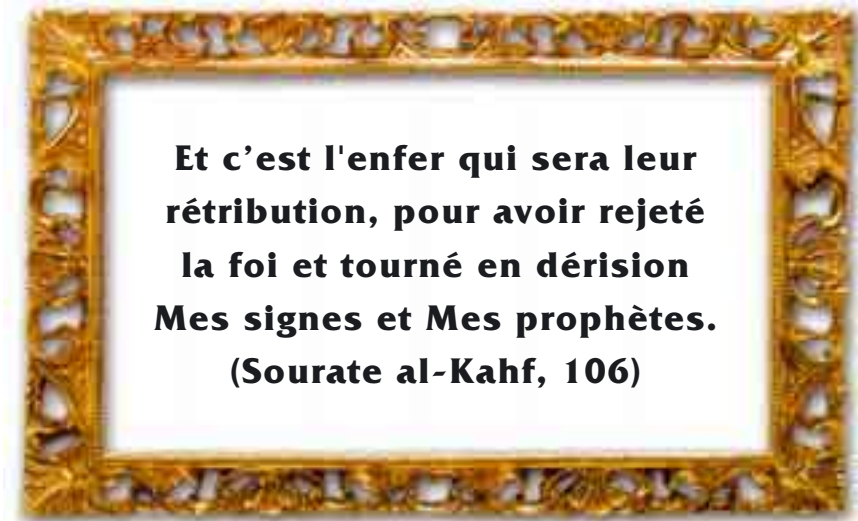 Et c’est l'enfer qui sera leur
rétribution, pour avoir rejeté
la foi et tourné en dérision
Mes signes et Mes prophètes.
(Sourate al-Kahf, 106)